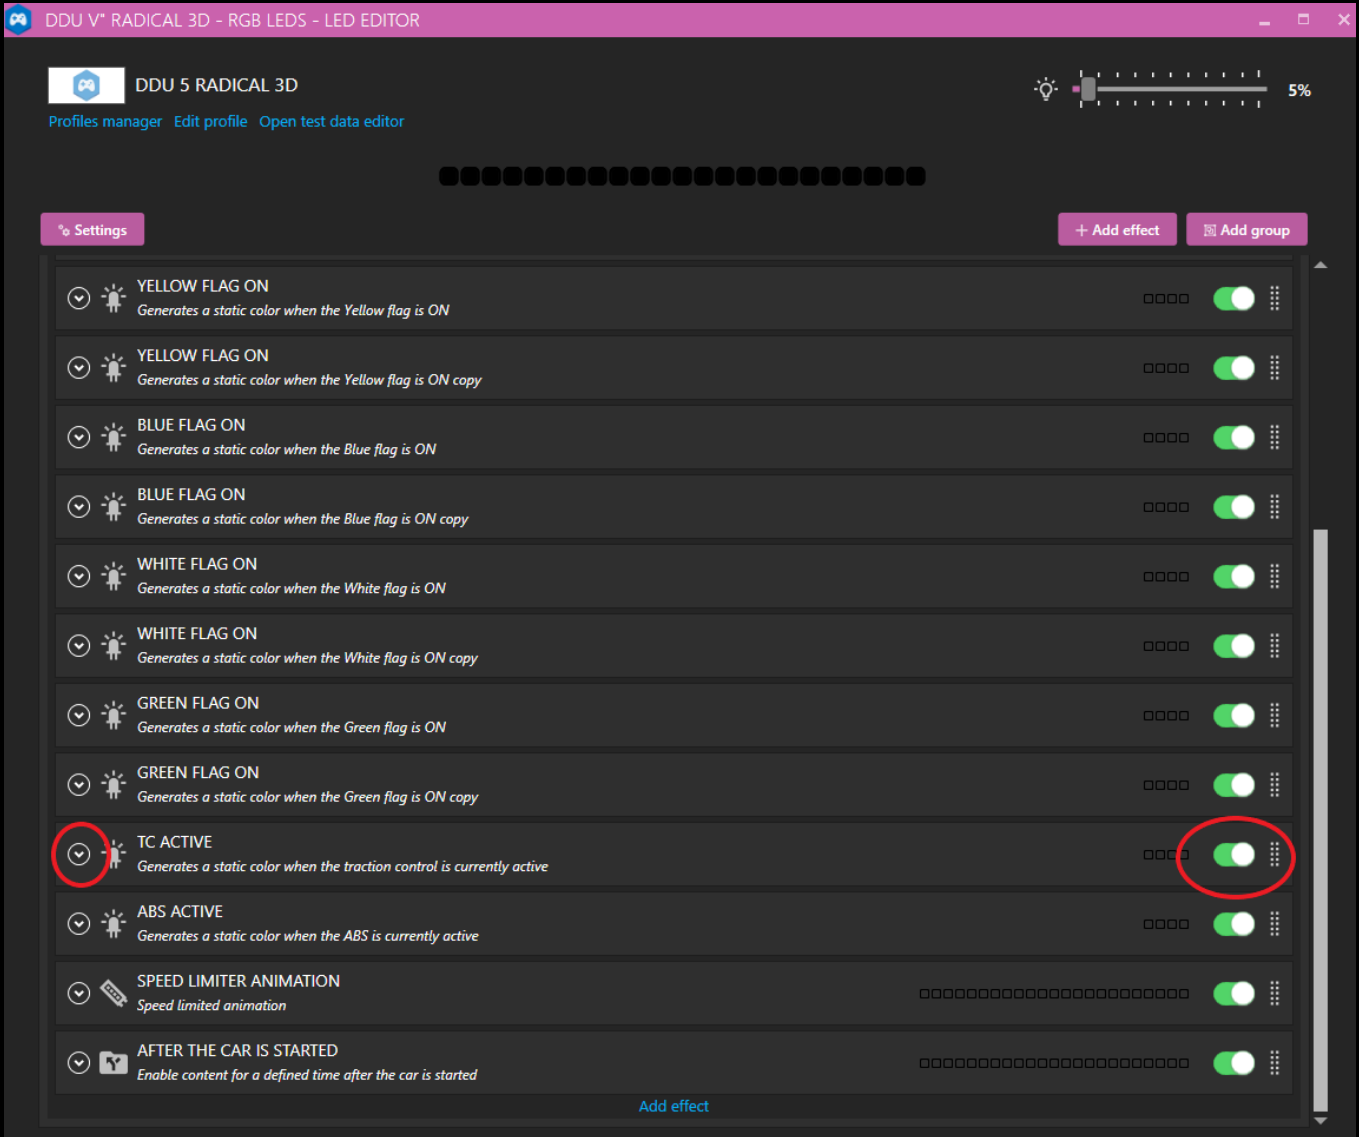 DDU V" RADICAL 3D - RGB LEDS - LED EDITOR
DDU 5 RADICAL 3D
5%
Profiles manager Edit profile Open test data editor
Settings
+ Add effect
Add group
YELLOW FLAG ON
Generates a static color when the Yellow flag is ON
YELLOW FLAG ON
Generates a static color when the Yellow flag is ON copy
BLUE FLAG ON
Generates a static color when the Blue flag is ON
BLUE FLAG ON
Generates a static color when the Blue flag is ON copy
WHITE FLAG ON
Generates a static color when the White flag is ON
WHITE FLAG ON
Generates a static color when the White flag is ON copy
GREEN FLAG ON
Generates a static color when the Green flag is ON
GREEN FLAG ON
Generates a static color when the Green flag is ON copy
TC ACTIVE
Generates a static color when the traction control is currently active
ABS ACTIVE
Generates a static color when the ABS is currently active
SPEED LIMITER ANIMATION
Speed limited animation
AFTER THE CAR IS STARTED
Enable content for a defined time after the car is started
Add effect